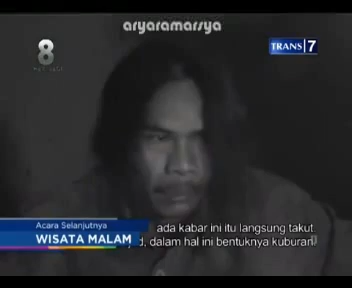 aryaramarsya
8
TRANS 7
Acara Selanjutnya
WISATA MALAM
ada kabar ini itu langsung takut.
d, dalam hal ini bentuknya kuburan